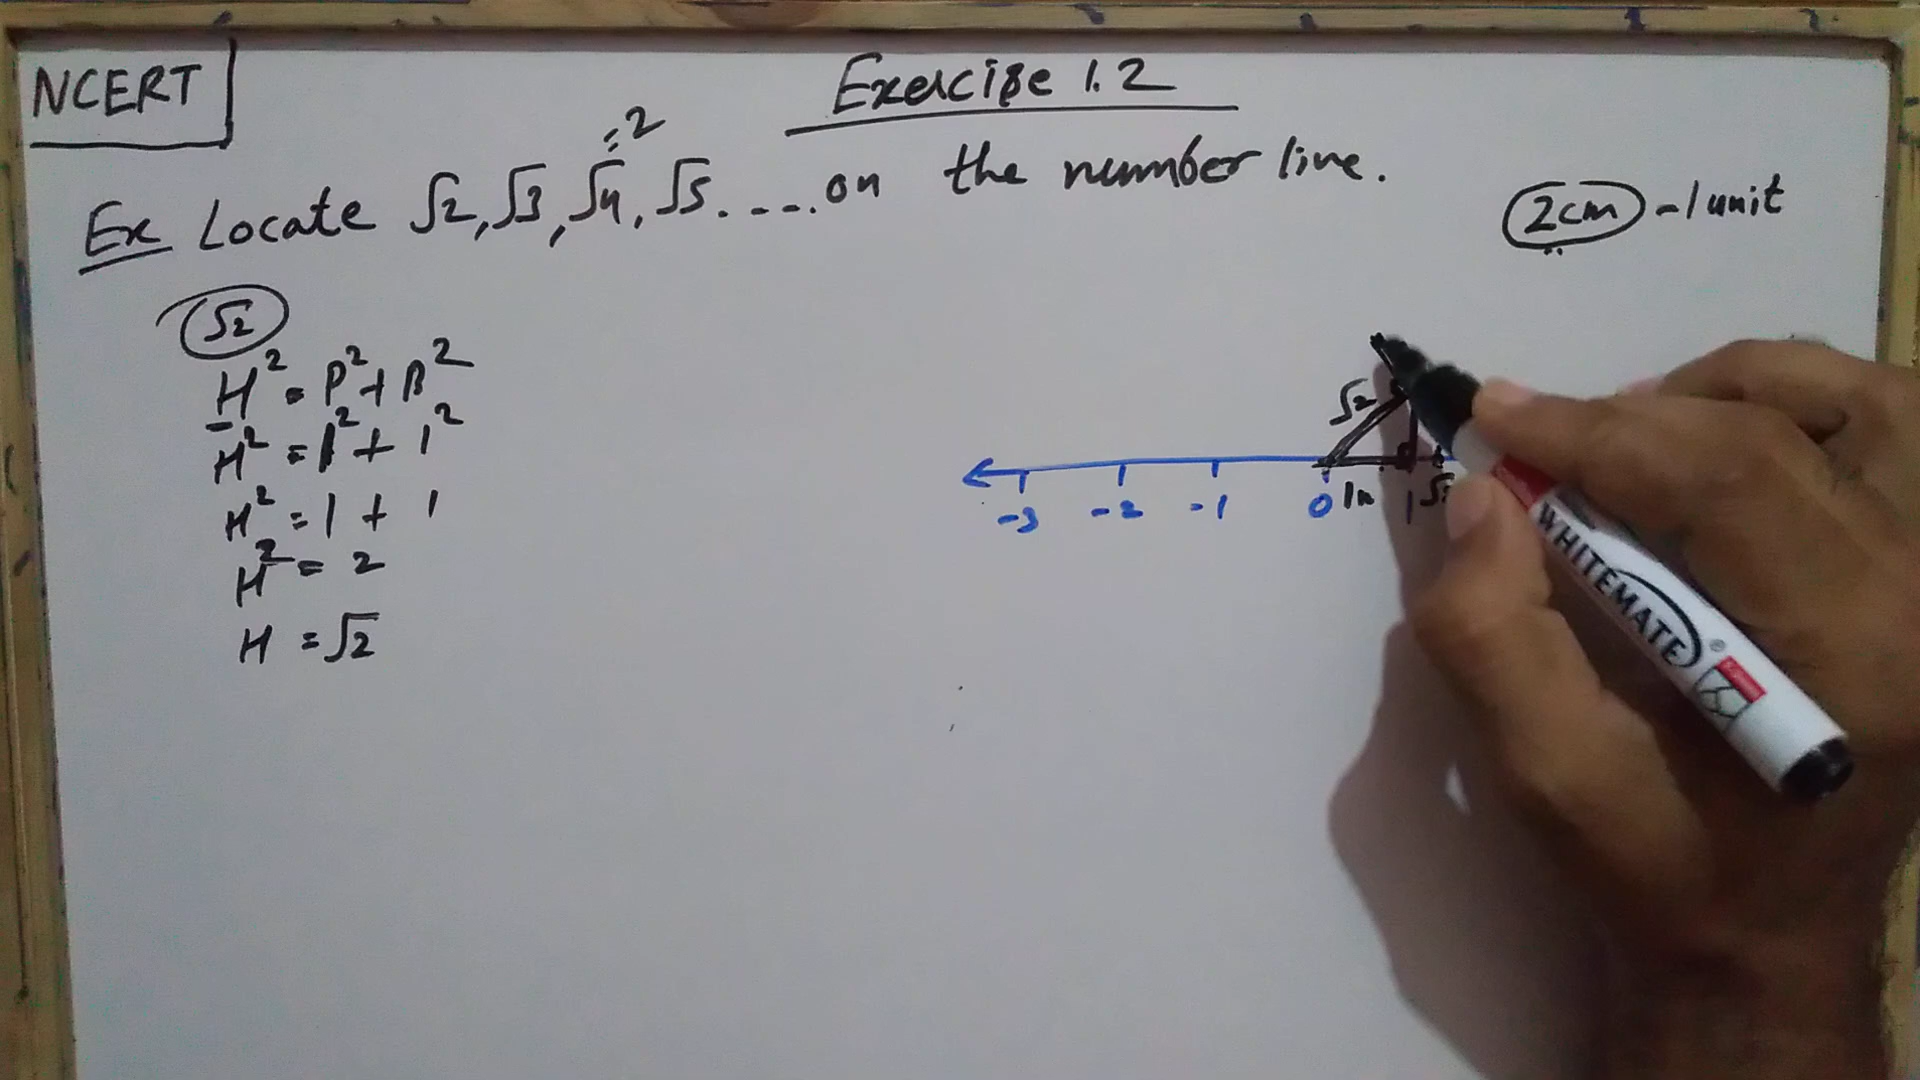 NCERT
Exercise 1.2
=2
Ex Locate √2, √3, √4, √5. ---. on the number line.
2cm - 1 unit
√2
H² = P² + B²
H² = 1² + 1²
H² = 1 + 1
H² = 2
H = √2
√2
-3 -2 -1 0 1
WHITEMATE®